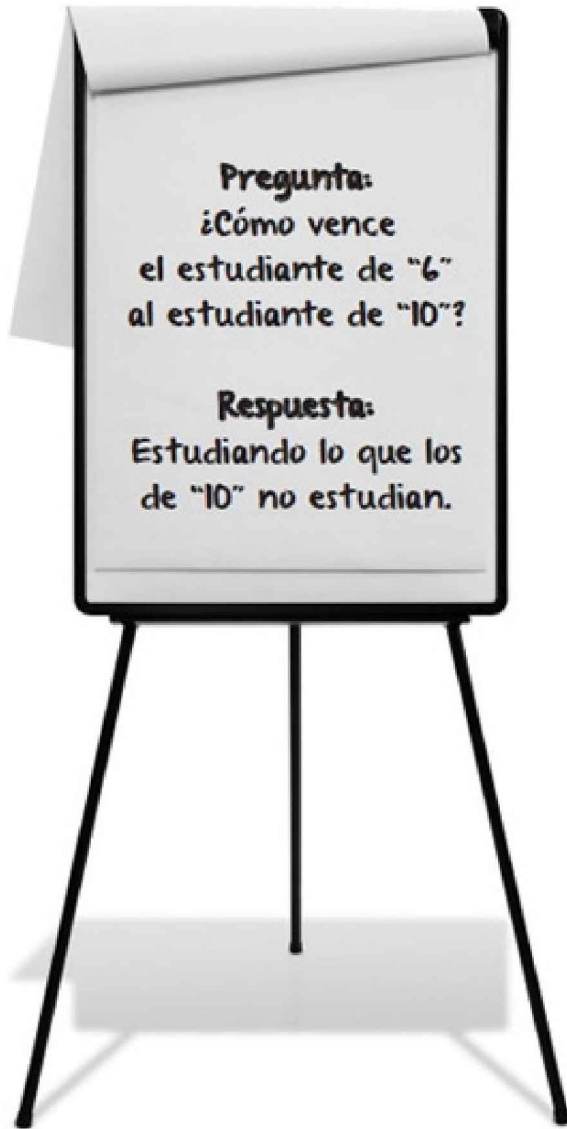 Pregunta:
¿Cómo vence
el estudiante de "6"
al estudiante de "10"?
Respuesta:
Estudiando lo que los
de "10" no estudian.